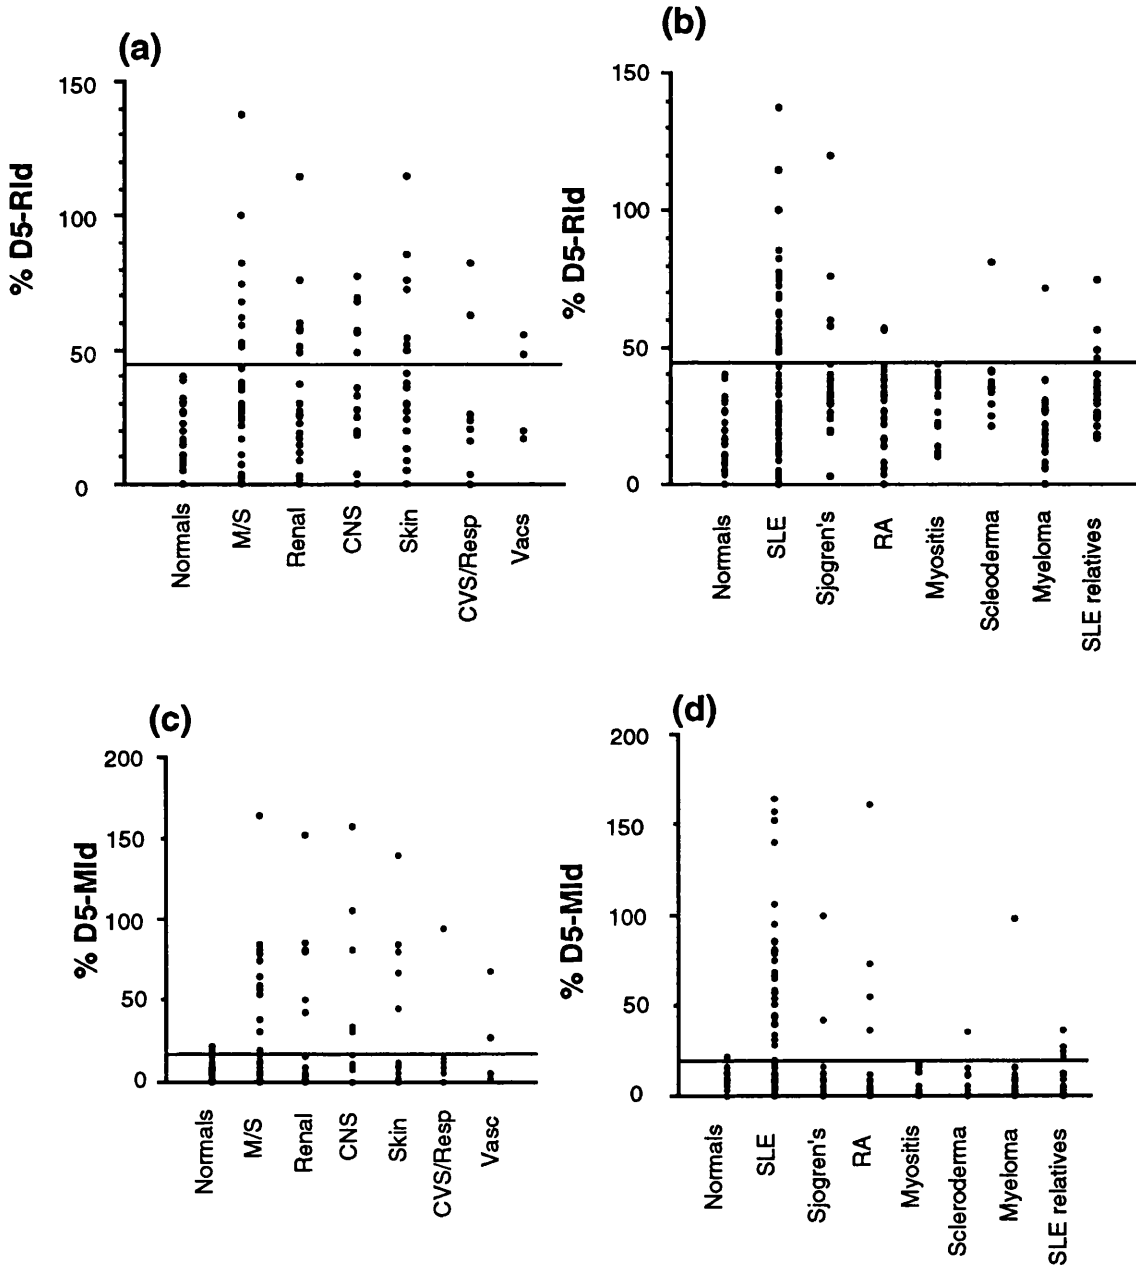 (a)
% D5-RId
150
100
50
0
Normals
M/S
Renal
CNS
Skin
CVS/Resp
Vacs
(b)
% D5-RId
150
100
50
0
Normals
SLE
Sjogren's
RA
Myositis
Scleoderma
Myeloma
SLE relatives
(c)
% D5-MId
200
150
100
50
0
Normals
M/S
Renal
CNS
Skin
CVS/Resp
Vasc
(d)
% D5-MId
200
150
100
50
0
Normals
SLE
Sjogren's
RA
Myositis
Scleroderma
Myeloma
SLE relatives